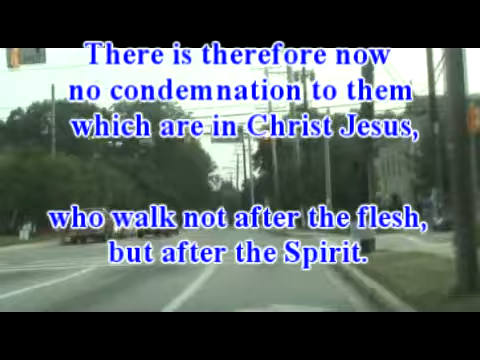 There is therefore now
no condemnation to them
which are in Christ Jesus,
who walk not after the flesh,
but after the Spirit.